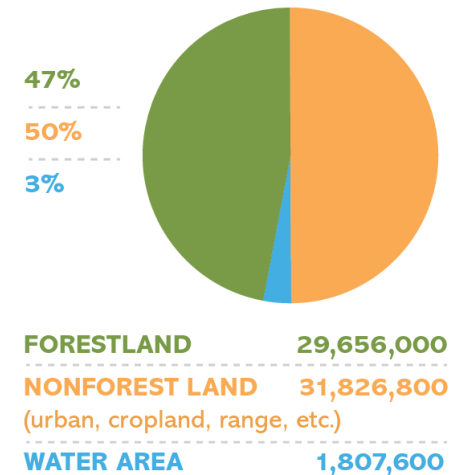 47%
50%
3%
FORESTLAND 29,656,000
NONFOREST LAND 31,826,800
(urban, cropland, range, etc.)
WATER AREA 1,807,600